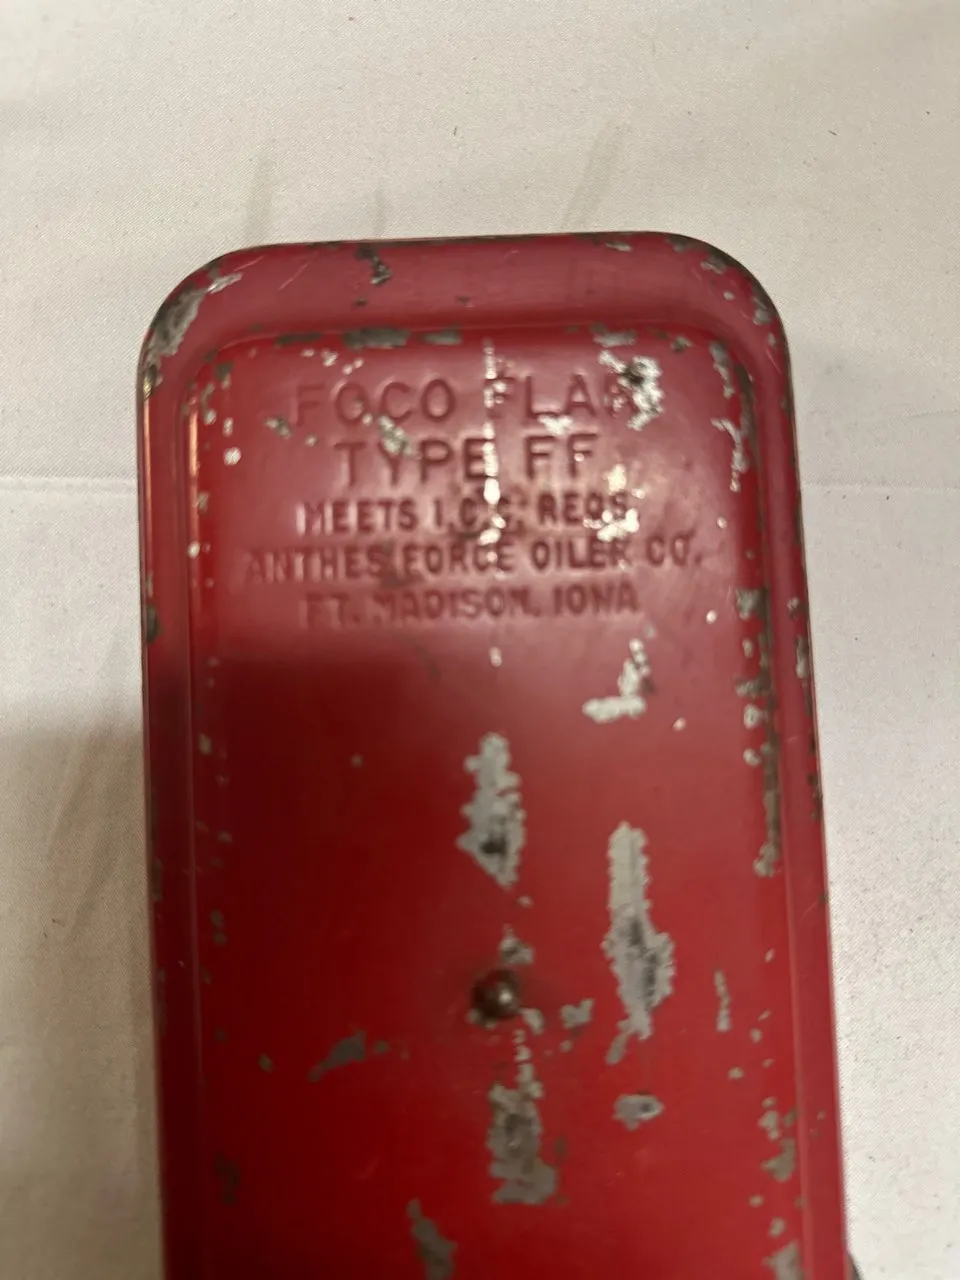 FOCO FLAG
TYPE FF
MEETS I.C.C. REQS.
ANTHES FORCE OILER CO.
FT. MADISON, IOWA